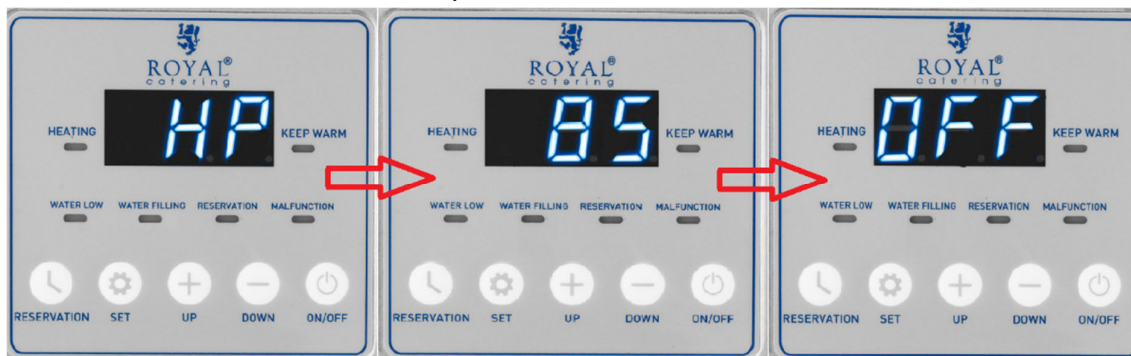 ROYAL®
catering
HP
HEATING
KEEP WARM
WATER LOW WATER FILLING RESERVATION MALFUNCTION
RESERVATION SET UP DOWN ON/OFF
ROYAL®
catering
85
HEATING
KEEP WARM
WATER LOW WATER FILLING RESERVATION MALFUNCTION
RESERVATION SET UP DOWN ON/OFF
ROYAL®
catering
OFF
HEATING
KEEP WARM
WATER LOW WATER FILLING RESERVATION MALFUNCTION
RESERVATION SET UP DOWN ON/OFF